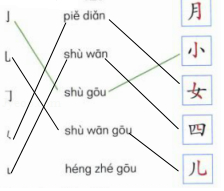 piě diǎn
月
shù wān
小
shù gōu
女
shù wān gōu
四
héng zhé gōu
儿